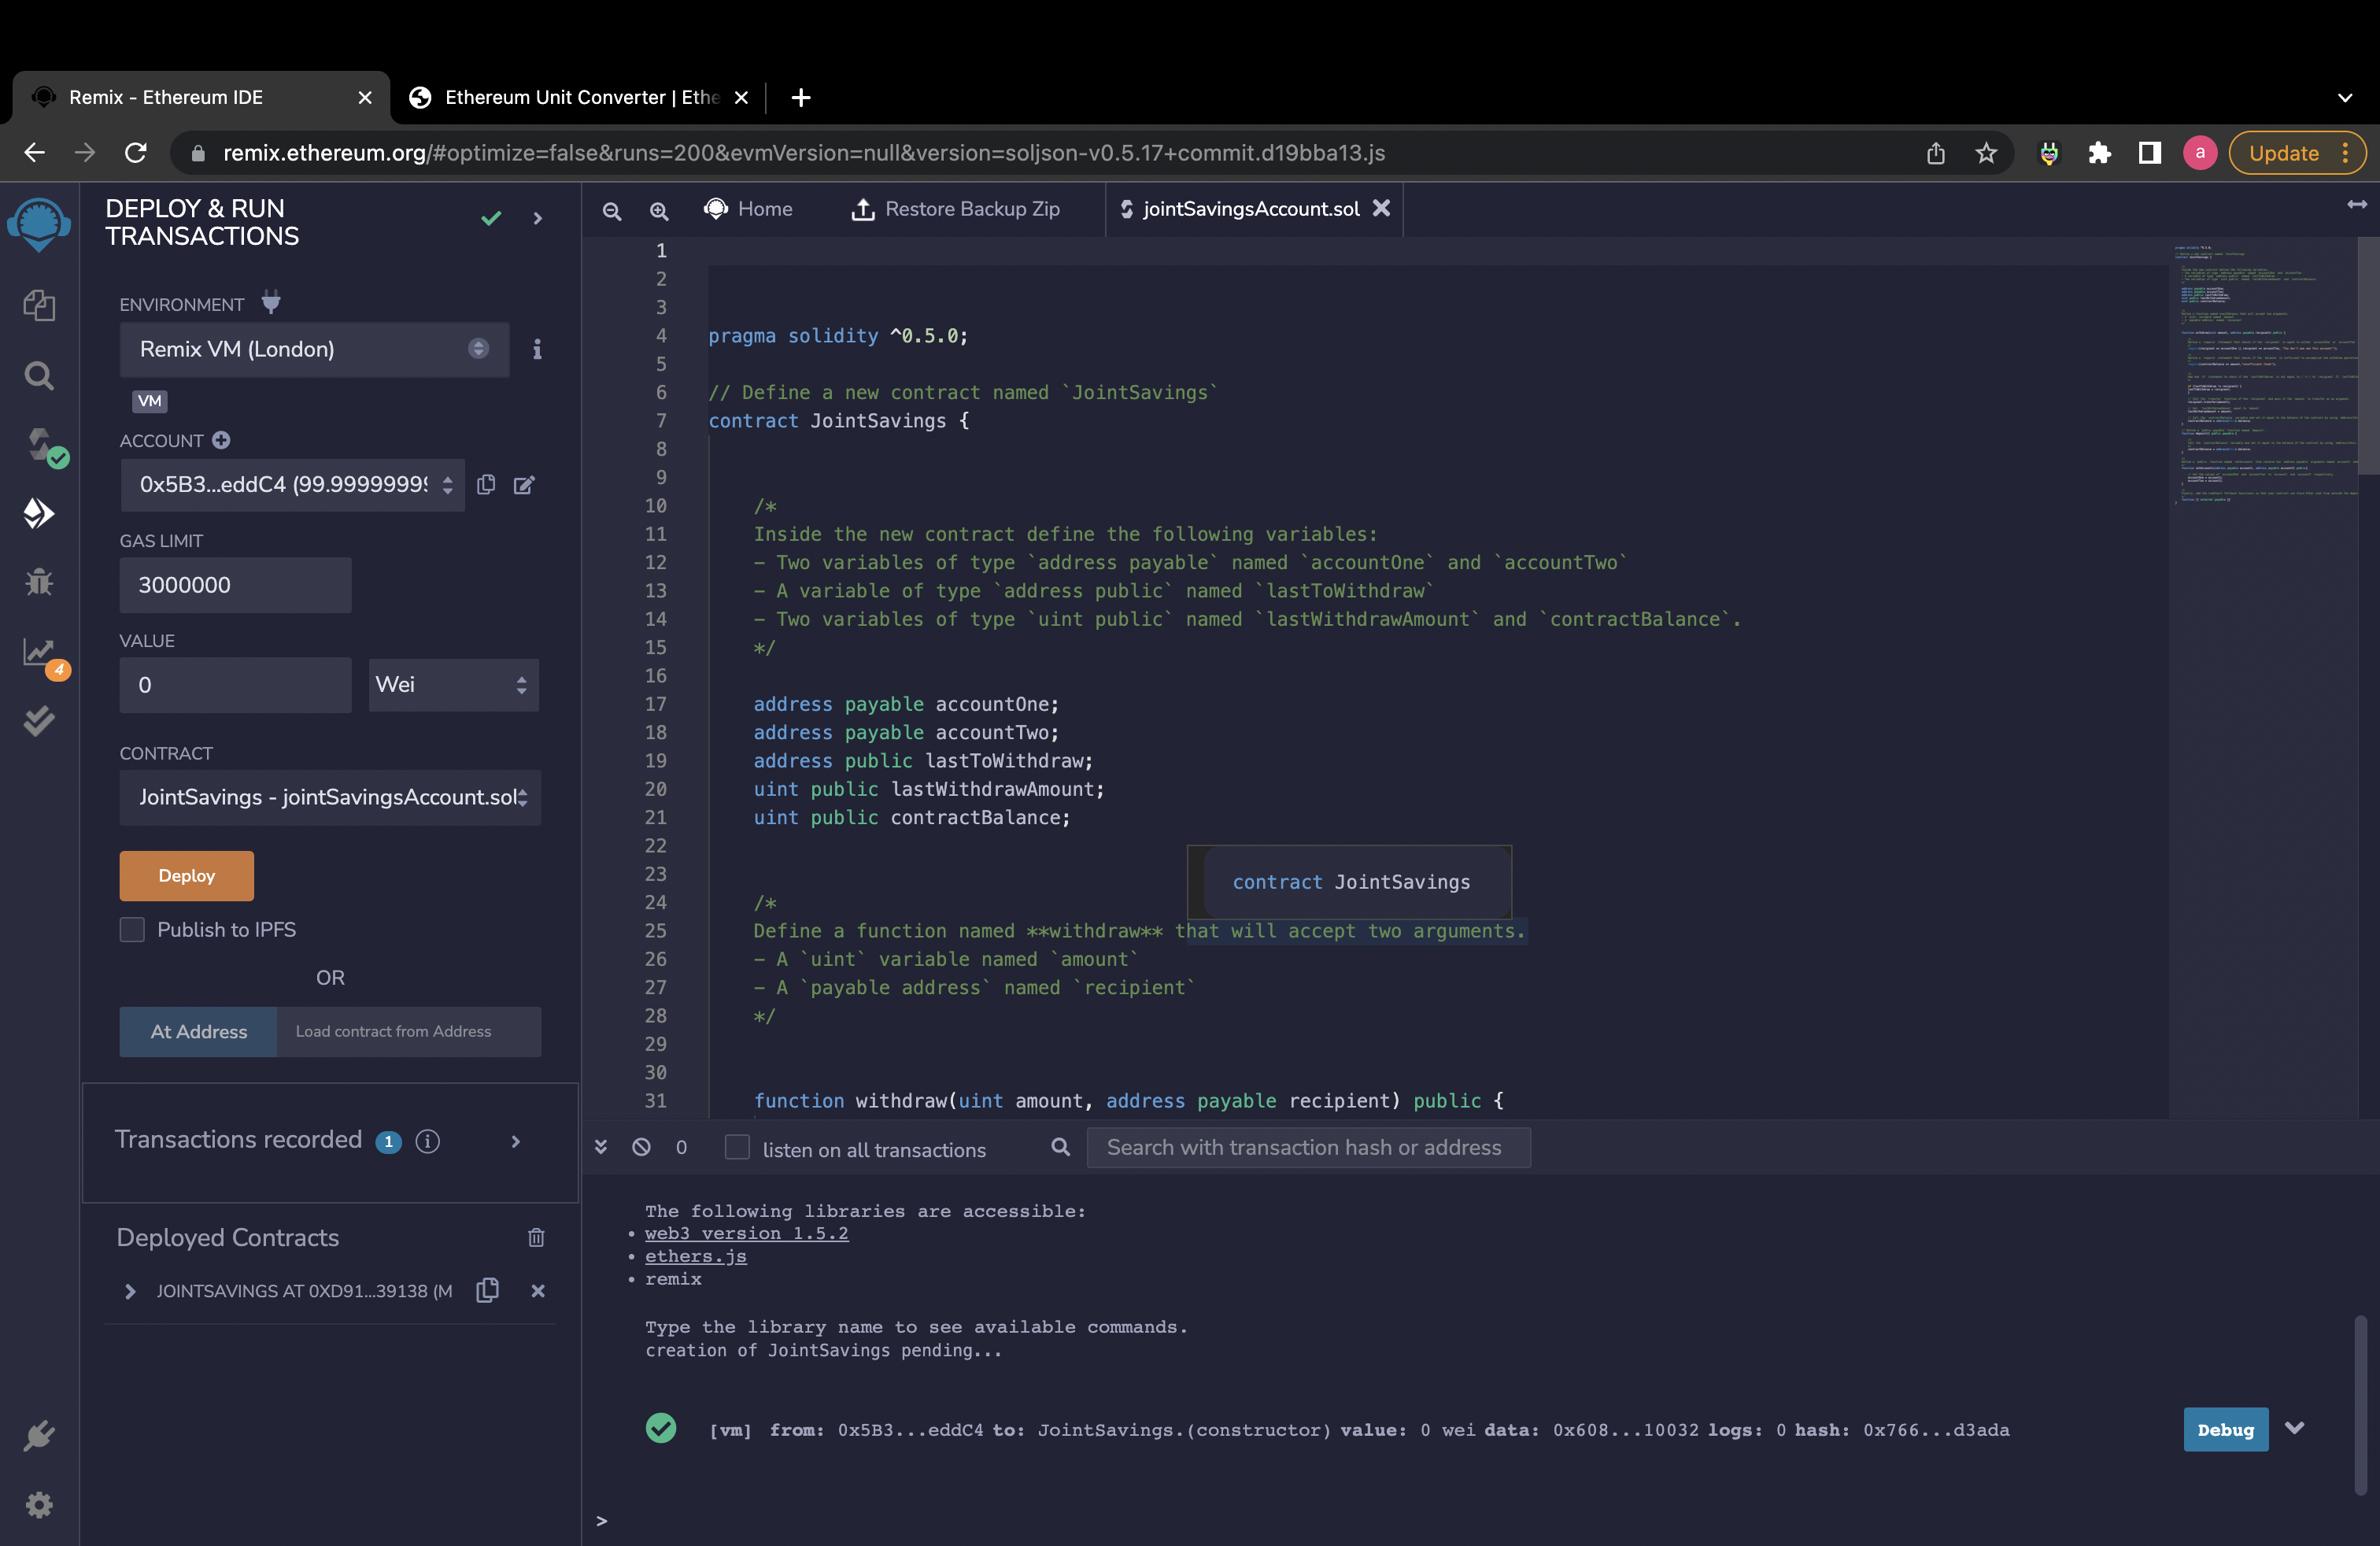 Remix - Ethereum IDE
Ethereum Unit Converter | Ethe
remix.ethereum.org/#optimize=false&runs=200&evmVersion=null&version=soljson-v0.5.17+commit.d19bba13.js
a
Update
DEPLOY & RUN
TRANSACTIONS
ENVIRONMENT
Remix VM (London)
VM
ACCOUNT
0x5B3...eddC4 (99.9999999
GAS LIMIT
3000000
VALUE
0
Wei
4
CONTRACT
JointSavings - jointSavingsAccount.sol
Deploy
Publish to IPFS
OR
At Address
Load contract from Address
Transactions recorded 1
Deployed Contracts
JOINTSAVINGS AT 0XD91...39138 (M
Home
Restore Backup Zip
jointSavingsAccount.sol
1
2
3
4 pragma solidity ^0.5.0;
5
6 // Define a new contract named `JointSavings`
7 contract JointSavings {
8
9
10 /*
11 Inside the new contract define the following variables:
12 - Two variables of type `address payable` named `accountOne` and `accountTwo`
13 - A variable of type `address public` named `lastToWithdraw`
14 - Two variables of type `uint public` named `lastWithdrawAmount` and `contractBalance`.
15 */
16
17 address payable accountOne;
18 address payable accountTwo;
19 address public lastToWithdraw;
20 uint public lastWithdrawAmount;
21 uint public contractBalance;
22
23
contract JointSavings
24 /*
25 Define a function named **withdraw** that will accept two arguments.
26 - A `uint` variable named `amount`
27 - A `payable address` named `recipient`
28 */
29
30
31 function withdraw(uint amount, address payable recipient) public {
0
listen on all transactions
Search with transaction hash or address
The following libraries are accessible:
• web3 version 1.5.2
• ethers.js
• remix
Type the library name to see available commands.
creation of JointSavings pending...
[vm] from: 0x5B3...eddC4 to: JointSavings.(constructor) value: 0 wei data: 0x608...10032 logs: 0 hash: 0x766...d3ada
Debug
>